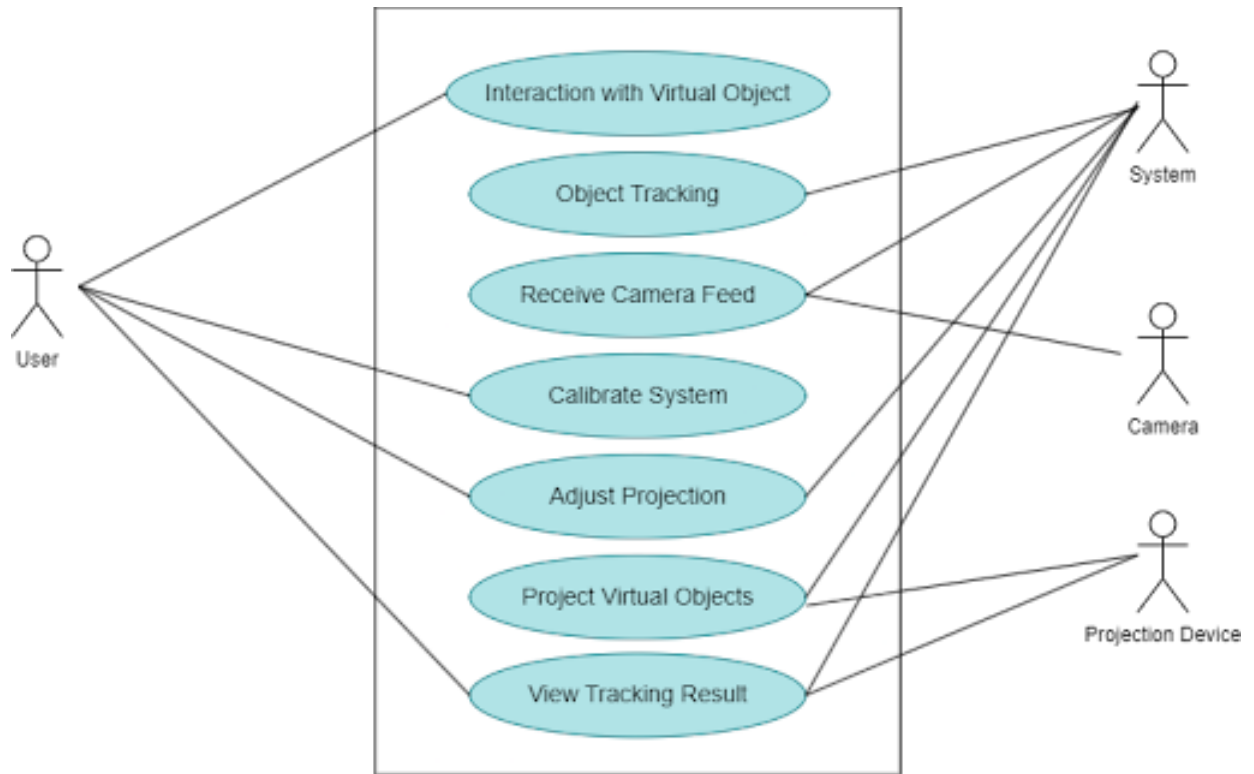 Interaction with Virtual Object
Object Tracking
Receive Camera Feed
Calibrate System
Adjust Projection
Project Virtual Objects
View Tracking Result
User
System
Camera
Projection Device